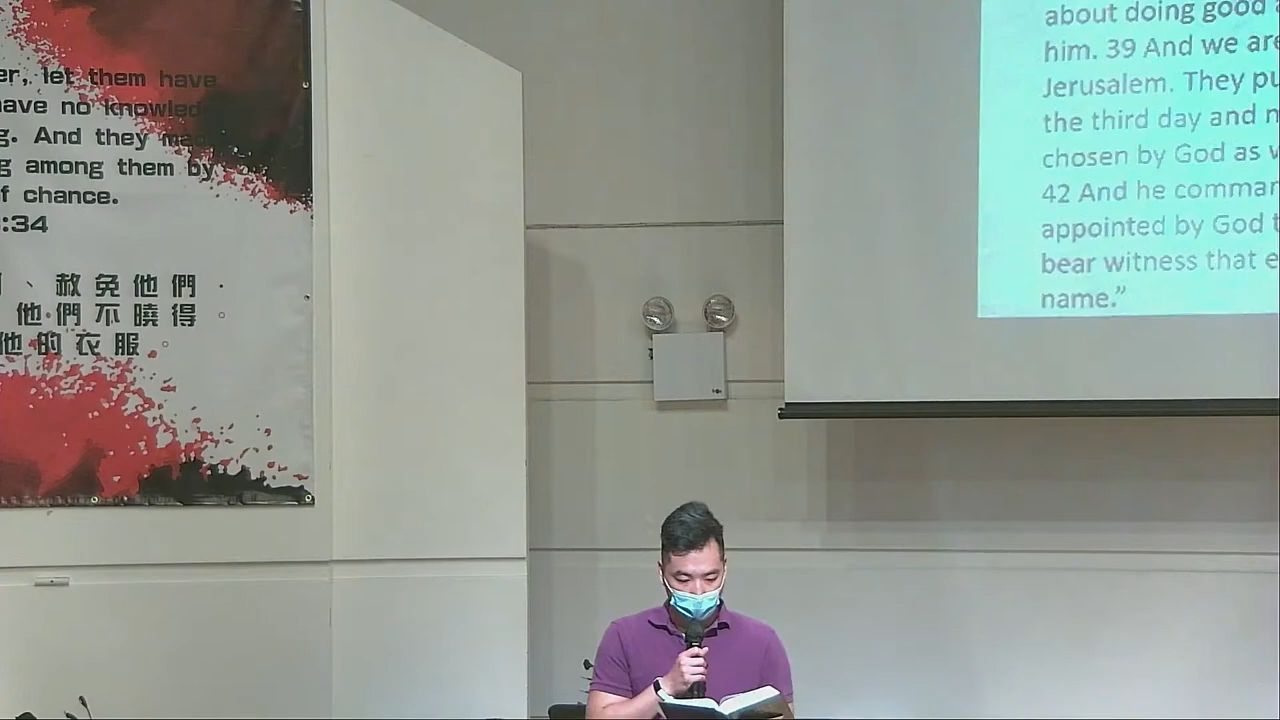 er, let them have
have no knowled
g. And they ma
g among them by
f chance.
:34
、赦免他們．
他們不曉得。
他的衣服。
about doing good a
him. 39 And we are
Jerusalem. They pu
the third day and n
chosen by God as w
42 And he comman
appointed by God t
bear witness that e
name.”